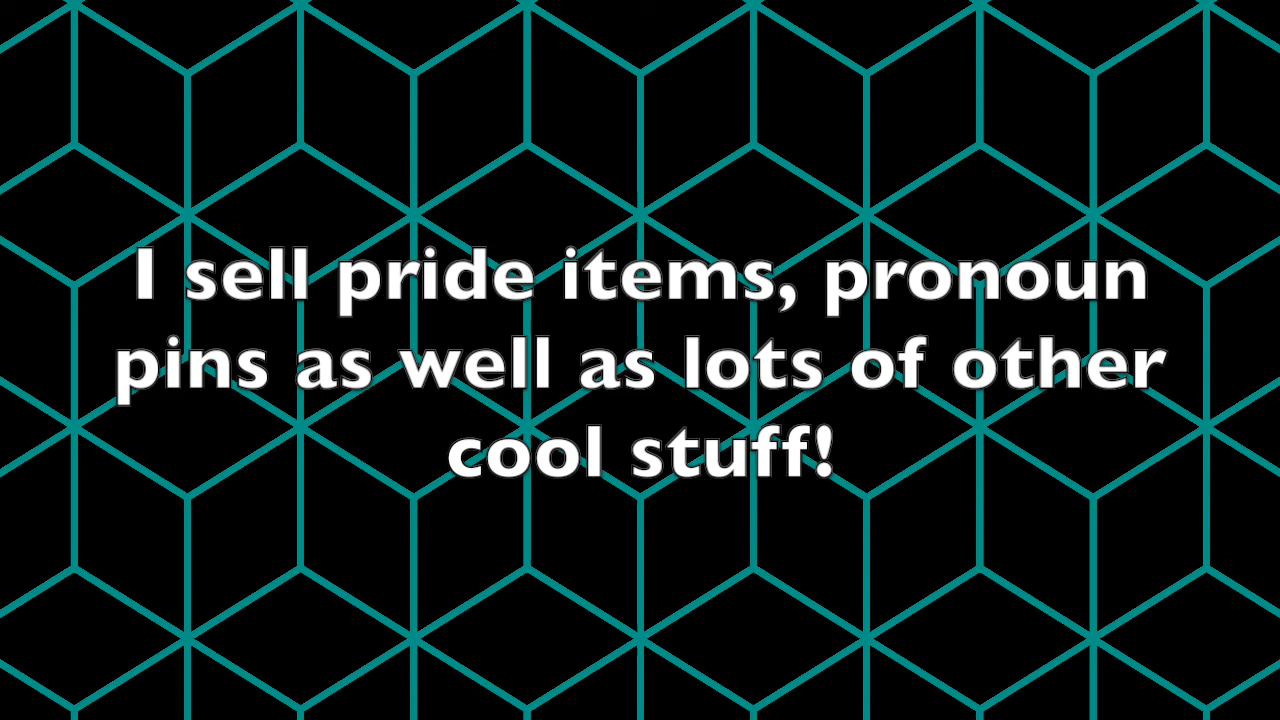 I sell pride items, pronoun
pins as well as lots of other
cool stuff!